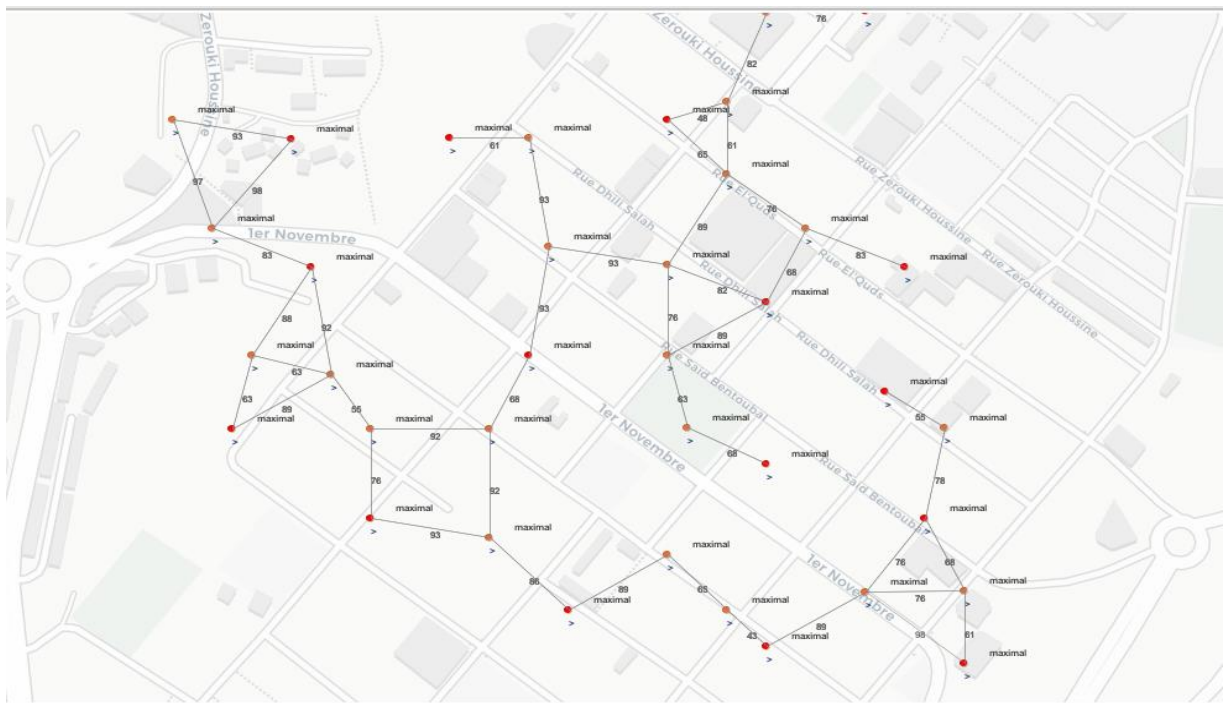 76
Zerouki Houssine
Zerouki Houssine
82
maximal
maximal
maximal
48
93
maximal
maximal
maximal
61
65
61
maximal
Rue Zerouki Houssine
Rue Dhili Salah
Rue El'Quds
97
98
93
76
maximal
maximal
1er Novembre
maximal
89
83
93
maximal
83
maximal
maximal
82
68
Rue El'Quds
Rue Dhili Salah
Rue Zerouki Houssine
maximal
88
92
93
76
89
maximal
63
maximal
maximal
maximal
Rue Said Bentoubal
Rue Dhili Salah
maximal
63
89
55
68
63
55
maximal
maximal
92
maximal
1er Novembre
maximal
maximal
68
maximal
Rue Said Bentoubal
76
92
78
maximal
93
maximal
maximal
maximal
76
68
1er Novembre
86
89
65
maximal
76
maximal
maximal
maximal
43
89
maximal
98
61
maximal